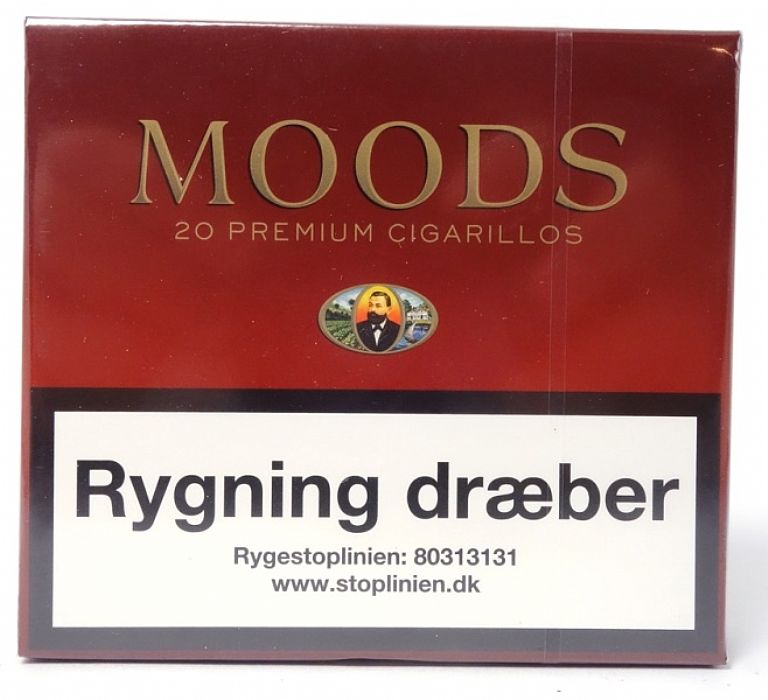 MOODS
20 PREMIUM CIGARILLOS
Rygning dræber
Rygestoplinien: 80313131
www.stoplinien.dk